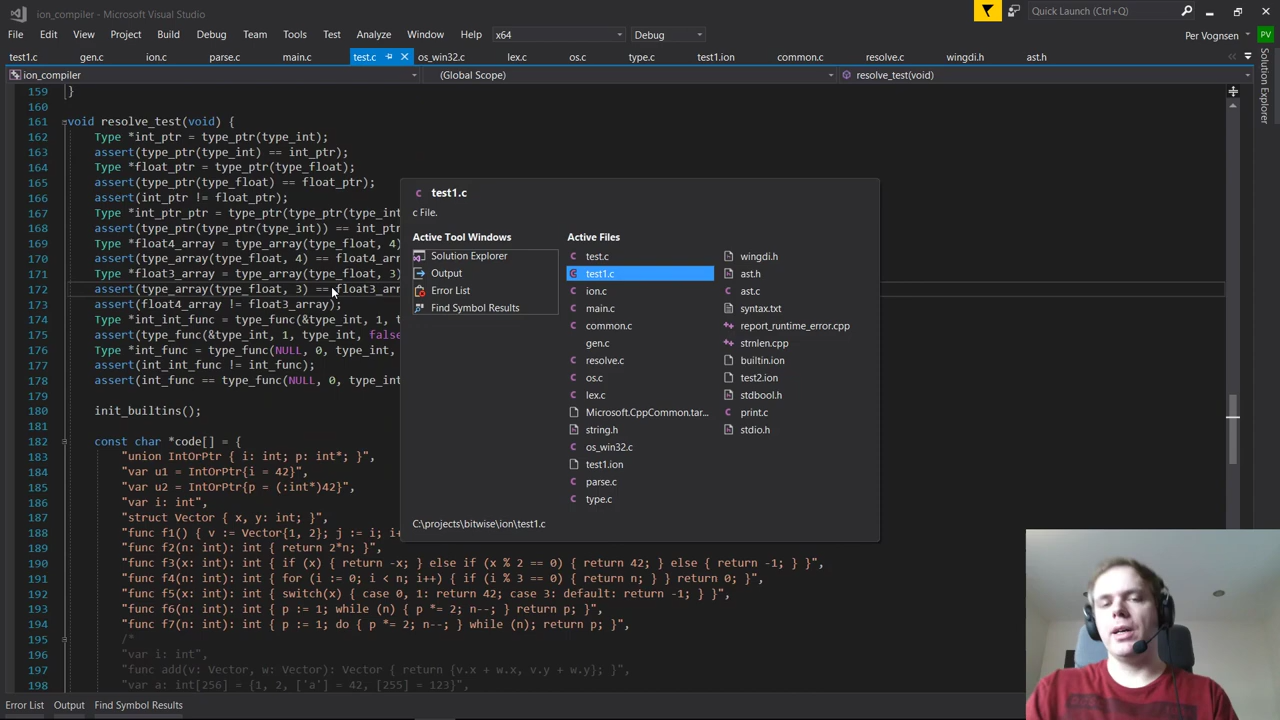 ion_compiler - Microsoft Visual Studio
Quick Launch (Ctrl+Q)
File Edit View Project Build Debug Team Tools Test Analyze Window Help x64 Debug Per Vognsen PV
test1.c gen.c ion.c parse.c main.c test.c os_win32.c lex.c os.c type.c test1.ion common.c resolve.c wingdi.h ast.h
Solution Explorer
ion_compiler (Global Scope) resolve_test(void)
159 }
160
161 void resolve_test(void) {
162 Type *int_ptr = type_ptr(type_int);
163 assert(type_ptr(type_int) == int_ptr);
164 Type *float_ptr = type_ptr(type_float);
165 assert(type_ptr(type_float) == float_ptr);
166 assert(int_ptr != float_ptr);
167 Type *int_ptr_ptr = type_ptr(type_ptr(type_int)
168 assert(type_ptr(type_ptr(type_int)) == int_ptr_
169 Type *float4_array = type_array(type_float, 4)
170 assert(type_array(type_float, 4) == float4_arr
171 Type *float3_array = type_array(type_float, 3)
172 assert(type_array(type_float, 3) == float3_arr
173 assert(float4_array != float3_array);
174 Type *int_int_func = type_func(&type_int, 1, t
175 assert(type_func(&type_int, 1, type_int, false
176 Type *int_func = type_func(NULL, 0, type_int,
177 assert(int_int_func != int_func);
178 assert(int_func == type_func(NULL, 0, type_int
179
180 init_builtins();
181
182 const char *code[] = {
183 "union IntOrPtr { i: int; p: int*; }",
184 "var u1 = IntOrPtr{i = 42}",
185 "var u2 = IntOrPtr{p = (:int*)42}",
186 "var i: int",
187 "struct Vector { x, y: int; }",
188 "func f1() { v := Vector{1, 2}; j := i; i+
189 "func f2(n: int): int { return 2*n; }",
190 "func f3(x: int): int { if (x) { return -x; } else if (x % 2 == 0) { return 42; } else { return -1; } }",
191 "func f4(n: int): int { for (i := 0; i < n; i++) { if (i % 3 == 0) { return n; } } return 0; }",
192 "func f5(x: int): int { switch(x) { case 0, 1: return 42; case 3: default: return -1; } }",
193 "func f6(n: int): int { p := 1; while (n) { p *= 2; n--; } return p; }",
194 "func f7(n: int): int { p := 1; do { p *= 2; n--; } while (n); return p; }",
195 /*
196 "var i: int",
197 "func add(v: Vector, w: Vector): Vector { return {v.x + w.x, v.y + w.y}; }",
198 "var a: int[256] = {1, 2, ['a'] = 42, [255] = 123}",
test1.c
c File.
Active Tool Windows
Solution Explorer
Output
Error List
Find Symbol Results
Active Files
test.c
test1.c
ion.c
main.c
common.c
gen.c
resolve.c
os.c
lex.c
Microsoft.CppCommon.tar...
string.h
os_win32.c
test1.ion
parse.c
type.c
wingdi.h
ast.h
ast.c
syntax.txt
report_runtime_error.cpp
strnlen.cpp
builtin.ion
test2.ion
stdbool.h
print.c
stdio.h
C:\projects\bitwise\ion\test1.c
Error List Output Find Symbol Results